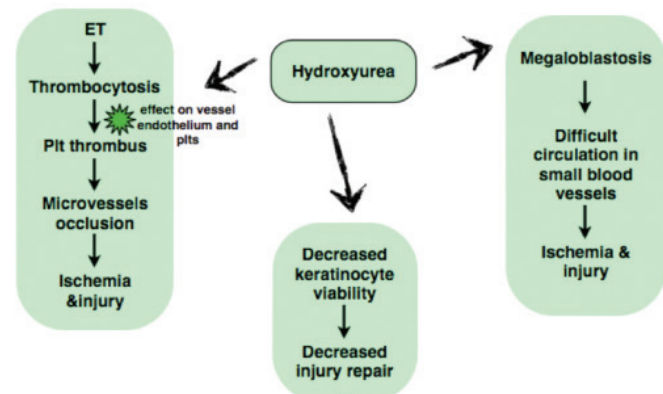 ET
Thrombocytosis
effect on vessel
endothelium and
plts
Plt thrombus
Microvessels
occlusion
Ischemia
&injury
Hydroxyurea
Decreased
keratinocyte
viability
Decreased
injury repair
Megaloblastosis
Difficult
circulation in
small blood
vessels
Ischemia &
injury